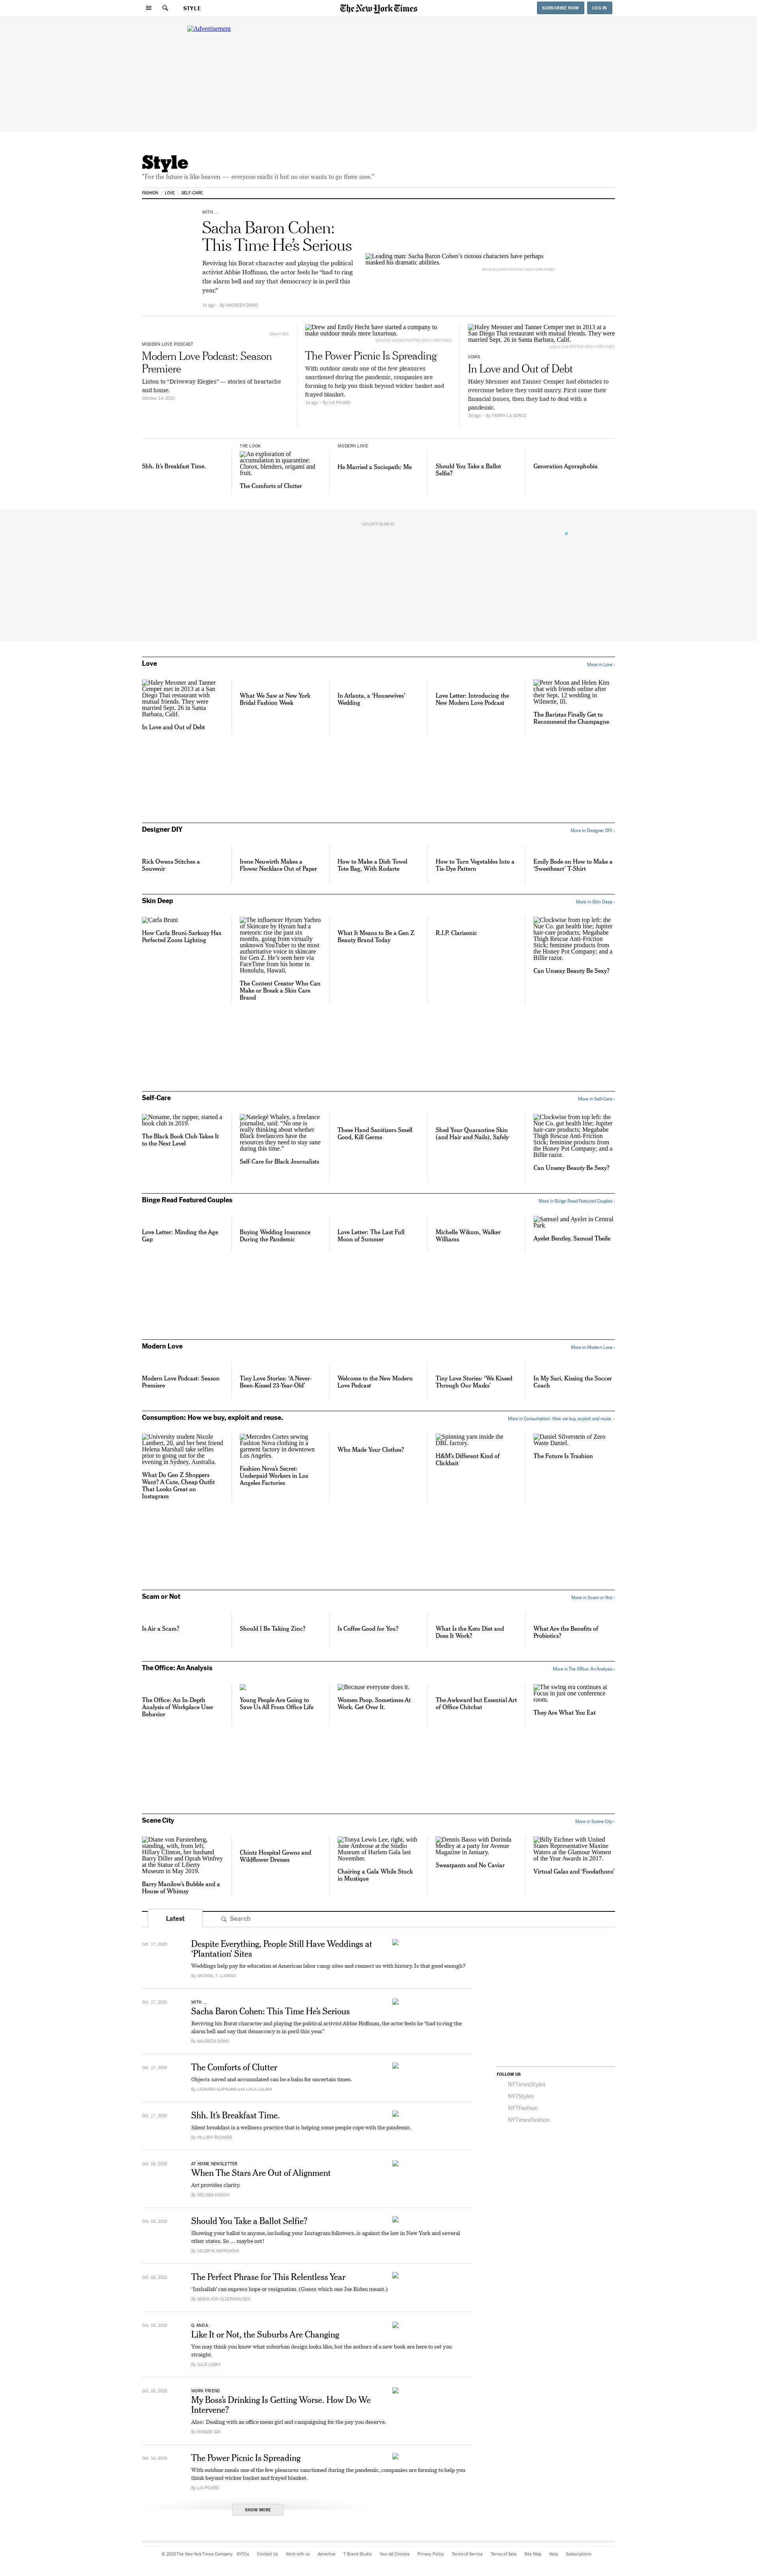 STYLE
The New York Times
SUBSCRIBE NOW
LOG IN
Advertisement
Style
"For the future is like heaven — everyone exalts it but no one wants to go there now."
FASHION
LOVE
SELF-CARE
WITH ...
Sacha Baron Cohen:
This Time He's Serious
Reviving his Borat character and playing the political
activist Abbie Hoffman, the actor feels he "had to ring
the alarm bell and say that democracy is in peril this
year."
By MAUREEN DOWD
Leading man: Sacha Baron Cohen's riotous characters have perhaps
masked his dramatic abilities.
Brian Rea
MODERN LOVE PODCAST
Modern Love Podcast: Season
Premiere
Listen to "Driveway Elegies" — stories of heartache
and home.
October 14, 2020
Drew and Emily Hecht have started a company to
make outdoor meals more luxurious.
The Power Picnic Is Spreading
With outdoor meals one of the few pleasures
sanctioned during the pandemic, companies are
forming to help you think beyond wicker basket and
frayed blanket.
By LIA PICARD
Haley Messner and Tanner Cemper met in 2013 at a
San Diego Thai restaurant with mutual friends. They were
married Sept. 26 in Santa Barbara, Calif.
VOWS
In Love and Out of Debt
Haley Messner and Tanner Cemper had obstacles to
overcome before they could marry. First came their
financial issues, then they had to deal with a
pandemic.
2d ago
By TAMMY LA GORCE
Shh. It's Breakfast Time.
THE LOOK
An exploration of
accumulation in quarantine:
Clorox, blenders, origami and
fruit.
The Comforts of Clutter
MODERN LOVE
He Married a Sociopath: Me
Should You Take a Ballot
Selfie?
Generation Agoraphobia
ADVERTISEMENT
Love
More in Love ›
Haley Messner and Tanner
Cemper met in 2013 at a San
Diego Thai restaurant with
mutual friends. They were
married Sept. 26 in Santa
Barbara, Calif.
In Love and Out of Debt
What We Saw at New York
Bridal Fashion Week
In Atlanta, a 'Housewives'
Wedding
Love Letter: Introducing the
New Modern Love Podcast
Peter Moon and Helen Kim
chat with friends online after
their Sept. 12 wedding in
Wilmette, Ill.
The Baristas Finally Get to
Recommend the Champagne
Designer DIY
More in Designer DIY ›
Rick Owens Stitches a
Souvenir
Irene Neuwirth Makes a
Flower Necklace Out of Paper
How to Make a Dish Towel
Tote Bag, With Rodarte
How to Turn Vegetables Into a
Tie-Dye Pattern
Emily Bode on How to Make a
'Sweetheart' T-Shirt
Skin Deep
More in Skin Deep ›
Carla Bruni
How Carla Bruni-Sarkozy Has
Perfected Zoom Lighting
The influencer Hyram Yarbro
of Skincare by Hyram had a
meteoric rise the past six
months, going from virtually
unknown YouTuber to the most
authoritative voice in skincare
for Gen Z. He's seen here via
FaceTime from his home in
Honolulu, Hawaii.
The Content Creator Who Can
Make or Break a Skin Care
Brand
What It Means to Be a Gen Z
Beauty Brand Today
R.I.P. Clarisonic
Clockwise from top left: the
Nue Co. gut health line; Jupiter
hair-care products; Megababe
Thigh Rescue Anti-Friction
Stick; feminine products from
the Honey Pot Company; and a
Billie razor.
Can Unsexy Beauty Be Sexy?
Self-Care
More in Self-Care ›
Noname, the rapper, started a
book club in 2019.
The Black Book Club Takes It
to the Next Level
Natelegé Whaley, a freelance
journalist, said: "No one is
really thinking about whether
Black freelancers have the
resources they need to stay sane
during this time."
Self-Care for Black Journalists
These Hand Sanitizers Smell
Good, Kill Germs
Shed Your Quarantine Skin
(and Hair and Nails), Safely
Clockwise from top left: the
Nue Co. gut health line; Jupiter
hair-care products; Megababe
Thigh Rescue Anti-Friction
Stick; feminine products from
the Honey Pot Company; and a
Billie razor.
Can Unsexy Beauty Be Sexy?
Binge Read Featured Couples
More in Binge Read Featured Couples ›
Love Letter: Minding the Age
Gap
Buying Wedding Insurance
During the Pandemic
Love Letter: The Last Full
Moon of Summer
Michelle Wikum, Walker
Williams
Samuel and Ayelet in Central
Park
Ayelet Bentley, Samuel Tbeile
Modern Love
More in Modern Love ›
Modern Love Podcast: Season
Premiere
Tiny Love Stories: 'A Never-
Been-Kissed 23-Year-Old'
Welcome to the New Modern
Love Podcast
Tiny Love Stories: 'We Kissed
Through Our Masks'
In My Sari, Kissing the Soccer
Coach
Consumption: How we buy, exploit and reuse.
More in Consumption: How we buy, exploit and reuse. ›
University student Nicole
Lambert, 20, and her best friend
Helena Marshall take selfies
prior to going out for the
evening in Sydney, Australia.
What Do Gen Z Shoppers
Want? A Cute, Cheap Outfit
That Looks Great on
Instagram
Mercedes Cortes sewing
Fashion Nova clothing in a
garment factory in downtown
Los Angeles.
Fashion Nova's Secret:
Underpaid Workers in Los
Angeles Factories
Who Made Your Clothes?
Spinning yarn inside the
DBL factory.
H&M's Different Kind of
Clickbait
Daniel Silverstein of Zero
Waste Daniel.
The Future Is Trashion
Scam or Not
More in Scam or Not ›
Is Air a Scam?
Should I Be Taking Zinc?
Is Coffee Good for You?
What Is the Keto Diet and
Does It Work?
What Are the Benefits of
Probiotics?
The Office: An Analysis
More in The Office: An Analysis ›
The Office: An In-Depth
Analysis of Workplace User
Behavior
Young People Are Going to
Save Us All From Office Life
Because everyone does it.
Women Poop. Sometimes At
Work. Get Over It.
The Awkward but Essential Art
of Office Chitchat
The swing era continues at
Focus in just one conference
room.
They Are What You Eat
Scene City
More in Scene City ›
Diane von Furstenberg,
standing, with, from left,
Hillary Clinton, her husband
Barry Diller and Oprah Winfrey
at the Statue of Liberty
Museum in May 2019.
Barry Manilow's Bubble and a
House of Whimsy
Chintz Hospital Gowns and
Wildflower Dresses
Tonya Lewis Lee, right, with
June Ambrose at the Studio
Museum of Harlem Gala last
November.
Chairing a Gala While Stuck
in Mustique
Dennis Basso with Dorinda
Medley at a party for Avenue
Magazine in January.
Sweatpants and No Caviar
Billy Eichner with United
States Representative Maxine
Waters at the Glamour Women
of the Year Awards in 2017.
Virtual Galas and 'Foodathons'
Latest
Search
Oct. 17, 2020
Despite Everything, People Still Have Weddings at
'Plantation' Sites
Weddings help pay for education at American labor camp sites and connect us with history. Is that good enough?
By MICHAEL T. LUONGO
Oct. 17, 2020
WITH ...
Sacha Baron Cohen: This Time He's Serious
Reviving his Borat character and playing the political activist Abbie Hoffman, the actor feels he "had to ring the
alarm bell and say that democracy is in peril this year."
By MAUREEN DOWD
Oct. 17, 2020
The Comforts of Clutter
Objects saved and accumulated can be a balm for uncertain times.
Oct. 17, 2020
Shh. It's Breakfast Time.
Silent breakfast is a wellness practice that is helping some people cope with the pandemic.
By HILLARY RICHARD
Oct. 16, 2020
AT HOME NEWSLETTER
When The Stars Are Out of Alignment
Art provides clarity.
By MELISSA KIRSCH
Oct. 16, 2020
Should You Take a Ballot Selfie?
Showing your ballot to anyone, including your Instagram followers, is against the law in New York and several
other states. So … maybe not!
By VALERIYA SAFRONOVA
Oct. 16, 2020
The Perfect Phrase for This Relentless Year
'Inshallah' can express hope or resignation. (Guess which one Joe Biden meant.)
By SASHA VON OLDERSHAUSEN
Oct. 16, 2020
Q. AND A.
Like It or Not, the Suburbs Are Changing
You may think you know what suburban design looks like, but the authors of a new book are here to set you
straight.
By JULIE LASKY
Oct. 16, 2020
WORK FRIEND
My Boss's Drinking Is Getting Worse. How Do We
Intervene?
Also: Dealing with an office mean girl and campaigning for the pay you deserve.
By ROXANE GAY
Oct. 16, 2020
The Power Picnic Is Spreading
With outdoor meals one of the few pleasures sanctioned during the pandemic, companies are forming to help you
think beyond wicker basket and frayed blanket.
By LIA PICARD
SHOW MORE
FOLLOW US
NYTimesStyles
NYTStyles
NYTFashion
NYTimesFashion
© 2020 The New York Times Company
NYTCo
Contact Us
Work with us
Advertise
T Brand Studio
Your Ad Choices
Privacy Policy
Terms of Service
Terms of Sale
Site Map
Help
Subscriptions